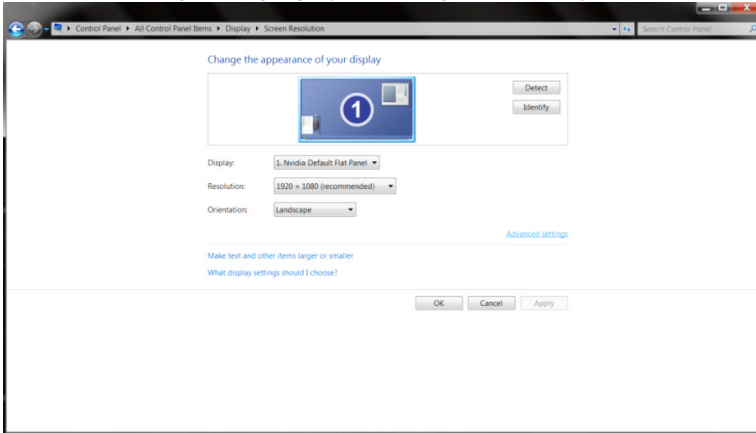 Control Panel ▸ All Control Panel Items ▸ Display ▸ Screen Resolution
Search Control Panel
Change the appearance of your display
1
Detect
Identify
Display: 1. Nvidia Default Flat Panel
Resolution: 1920 × 1080 (recommended)
Orientation: Landscape
Advanced settings
Make text and other items larger or smaller
What display settings should I choose?
OK Cancel Apply